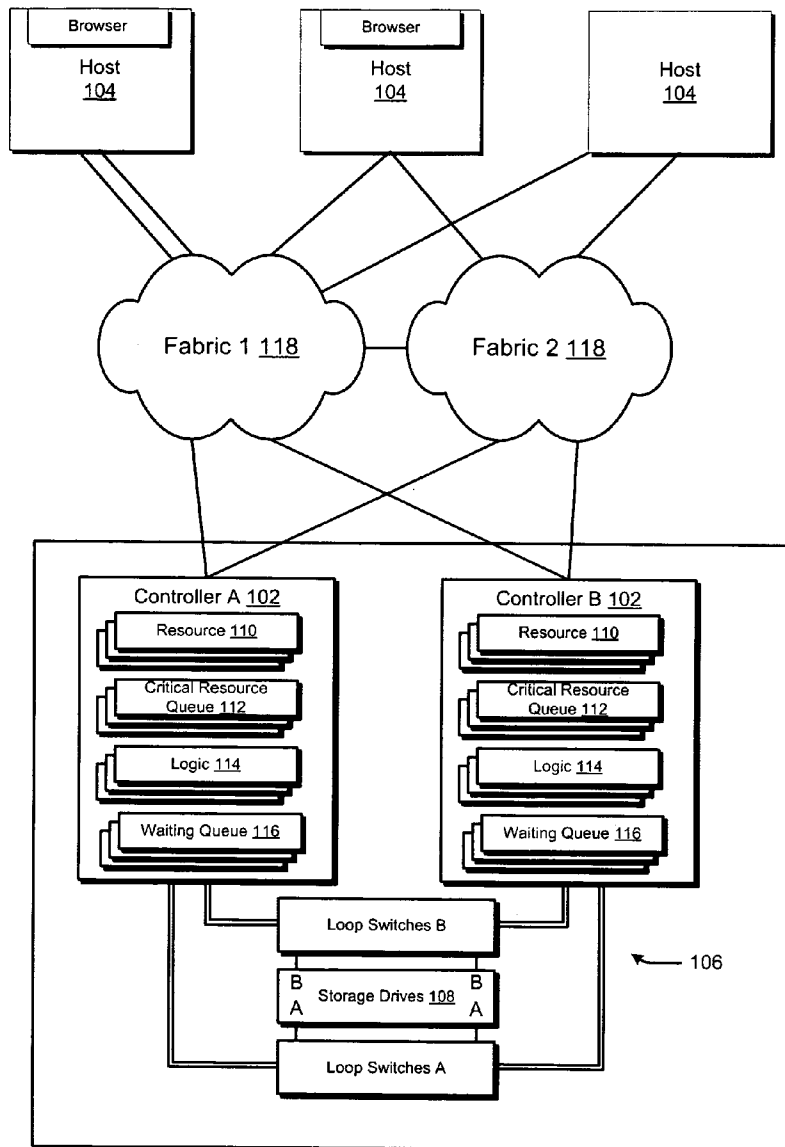 Browser
Host
104
Browser
Host
104
Host
104
Fabric 1 118
Fabric 2 118
Controller A 102
Resource 110
Critical Resource
Queue 112
Logic 114
Waiting Queue 116
Controller B 102
Resource 110
Critical Resource
Queue 112
Logic 114
Waiting Queue 116
Loop Switches B
B
A
Storage Drives 108
B
A
Loop Switches A
106